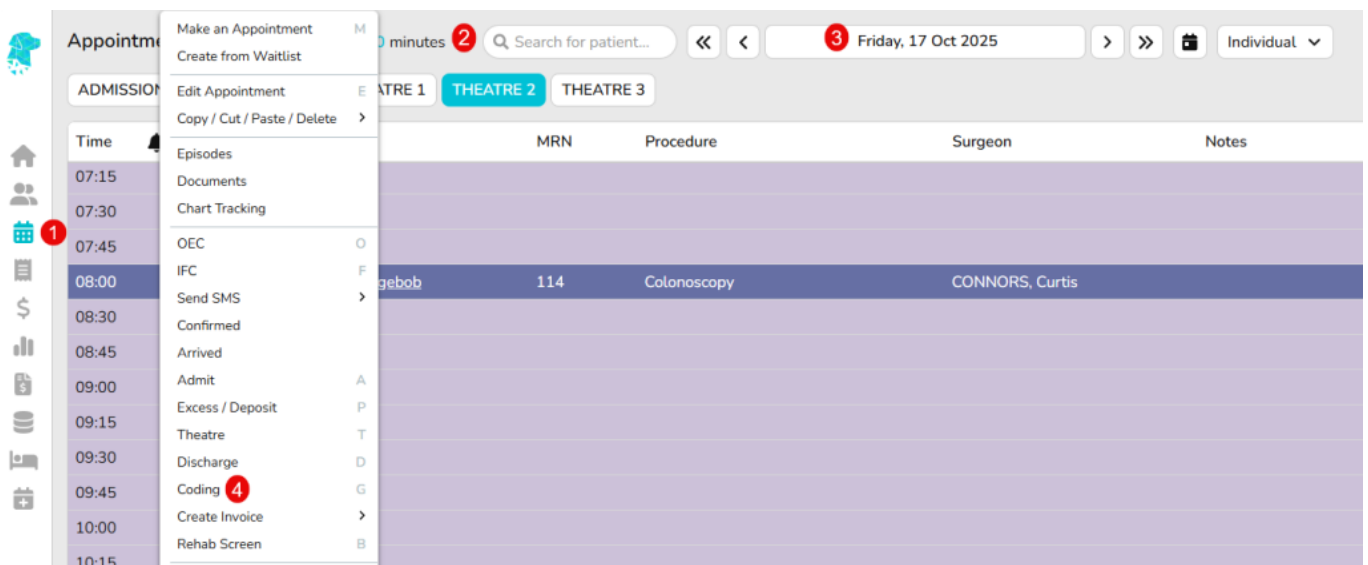 Appointme
0 minutes
2
Search for patient...
3
Friday, 17 Oct 2025
Individual
ADMISSION
ATRE 1
THEATRE 2
THEATRE 3
Time
MRN
Procedure
Surgeon
Notes
07:15
07:30
1
07:45
08:00
gebob
114
Colonoscopy
CONNORS, Curtis
08:30
08:45
09:00
09:15
09:30
09:45
10:00
10:15
Make an Appointment M
Create from Waitlist
Edit Appointment E
Copy / Cut / Paste / Delete
Episodes
Documents
Chart Tracking
OEC O
IFC F
Send SMS
Confirmed
Arrived
Admit A
Excess / Deposit P
Theatre T
Discharge D
Coding 4 G
Create Invoice
Rehab Screen B